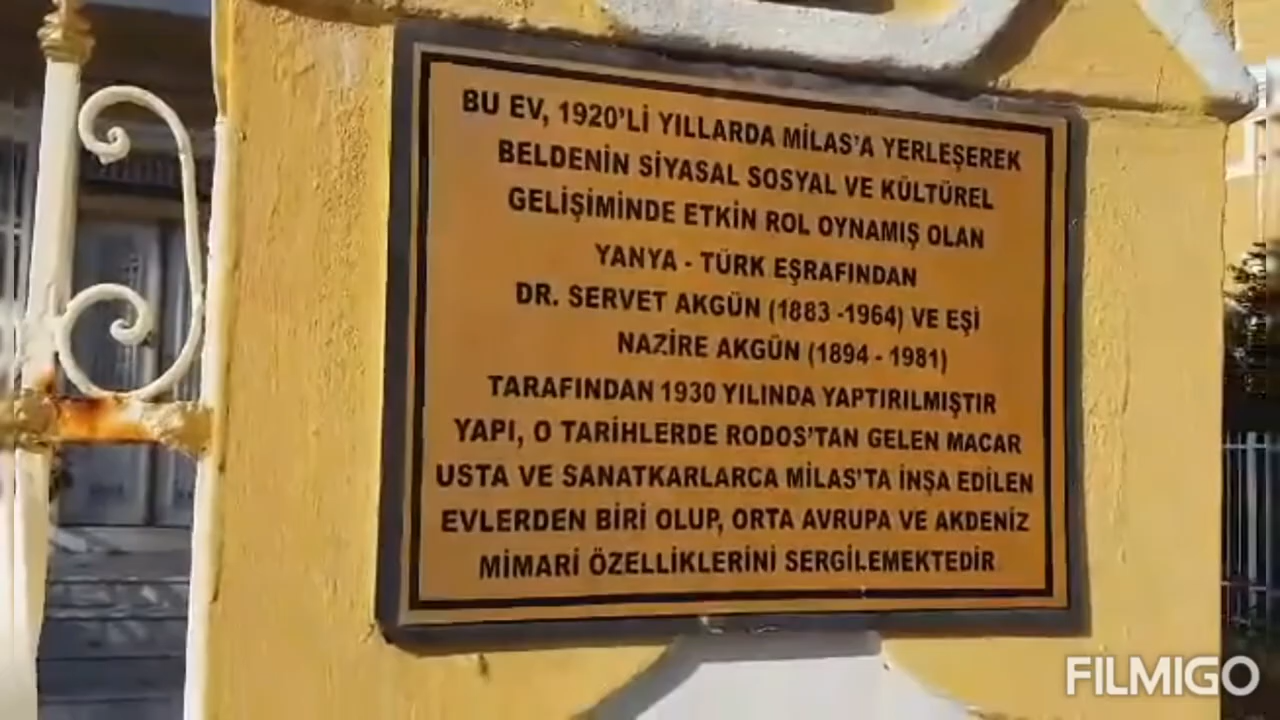 BU EV, 1920'Lİ YILLARDA MİLAS'A YERLEŞEREK
BELDENİN SİYASAL SOSYAL VE KÜLTÜREL
GELİŞİMİNDE ETKİN ROL OYNAMIŞ OLAN
YANYA - TÜRK EŞRAFINDAN
DR. SERVET AKGÜN (1883 -1964) VE EŞİ
NAZİRE AKGÜN (1894 - 1981)
TARAFINDAN 1930 YILINDA YAPTIRILMIŞTIR
YAPI, O TARİHLERDE RODOS'TAN GELEN MACAR
USTA VE SANATKARLARCA MİLAS'TA İNŞA EDİLEN
EVLERDEN BİRİ OLUP, ORTA AVRUPA VE AKDENİZ
MİMARİ ÖZELLİKLERİNİ SERGİLEMEKTEDİR
FILMIGO